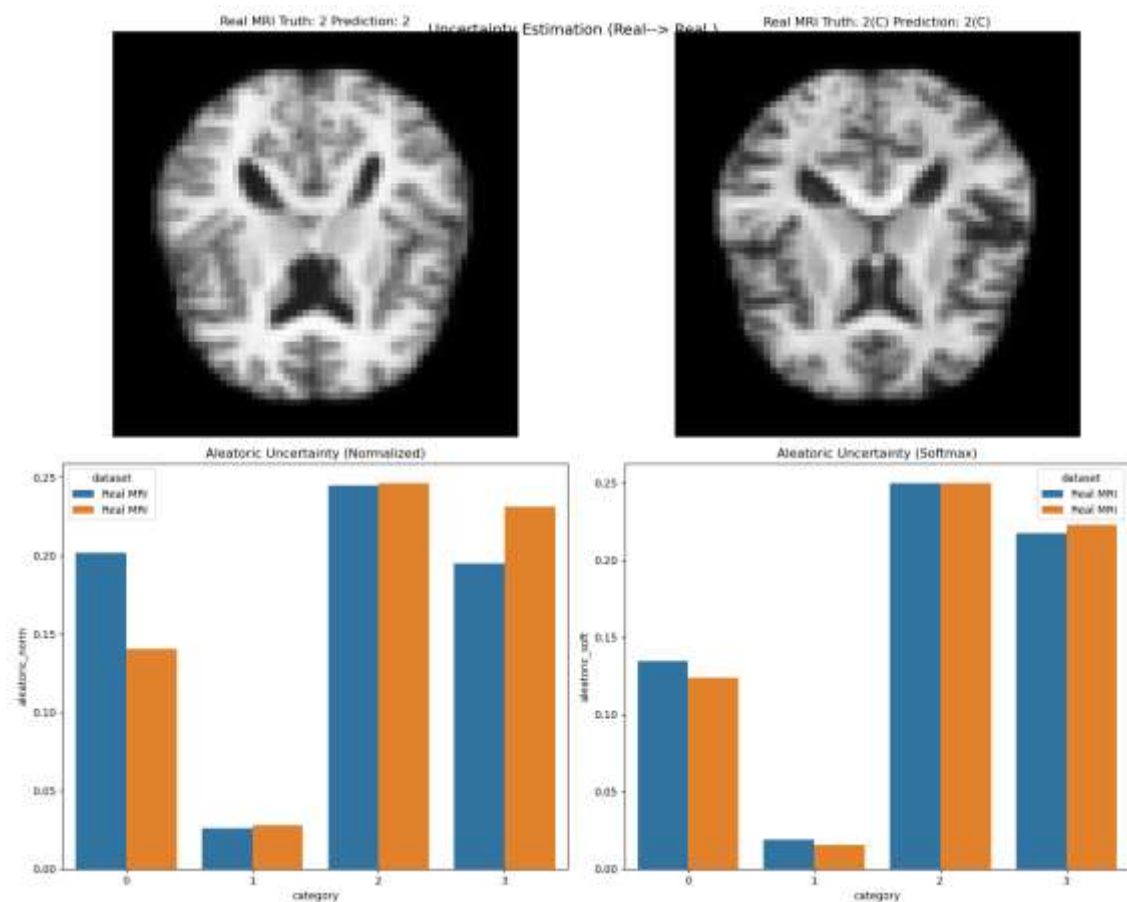 Real MRI Truth: 2 Prediction: 2
Uncertainty Estimation (Real--> Real )
Real MRI Truth: 2(C) Prediction: 2(C)
Aleatoric Uncertainty (Normalized)
dataset
Real MRI
Real MRI
aleatoric_norm
0.25
0.20
0.15
0.10
0.05
0.00
0
1
2
3
category
Aleatoric Uncertainty (Softmax)
dataset
Real MRI
Real MRI
aleatoric_soft
0.25
0.20
0.15
0.10
0.05
0.00
0
1
2
3
category